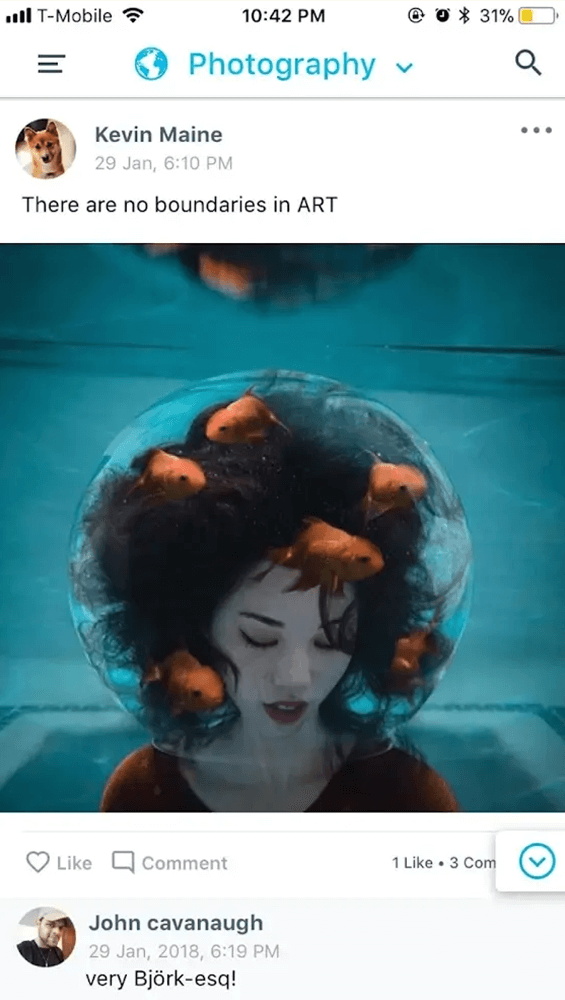 T-Mobile 10:42 PM 31%
Photography
Kevin Maine
29 Jan, 6:10 PM
There are no boundaries in ART
Like Comment 1 Like • 3 Com
John cavanaugh
29 Jan, 2018, 6:19 PM
very Björk-esq!